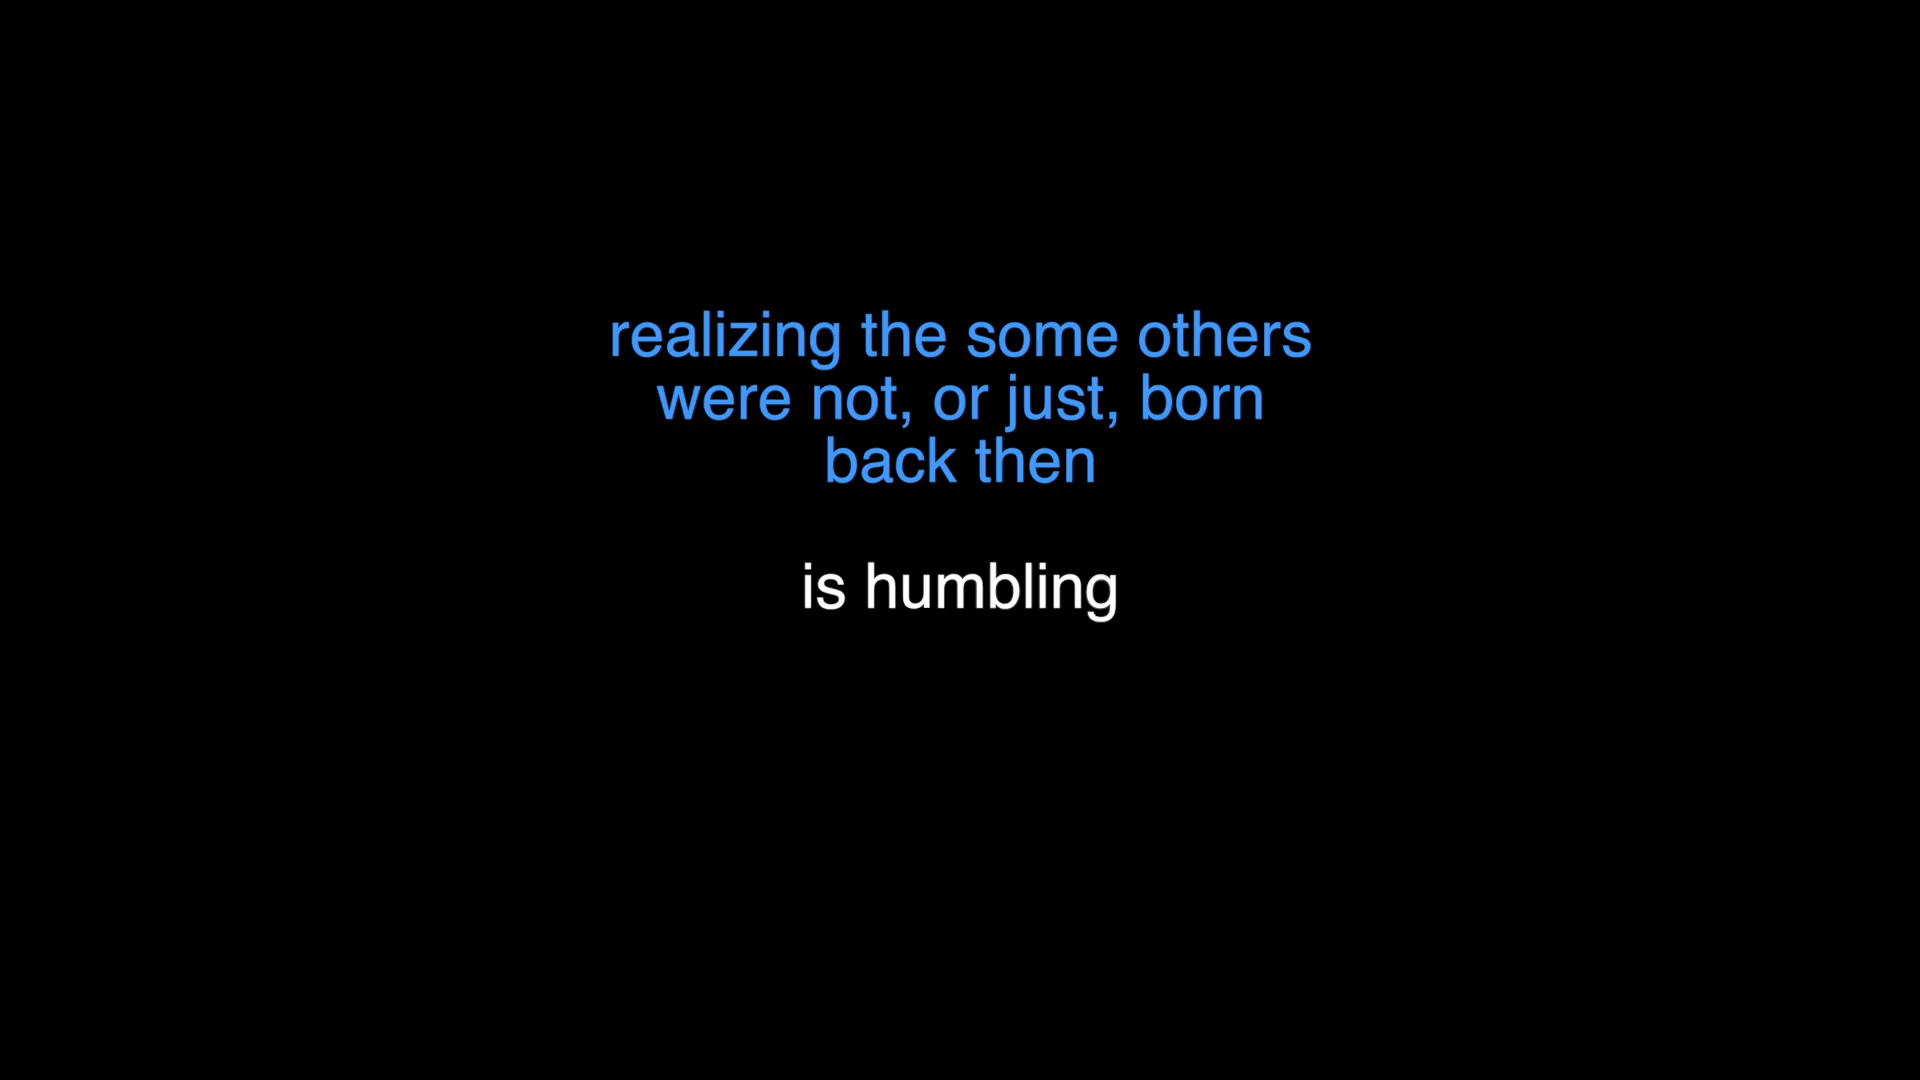 realizing the some others
were not, or just, born
back then
is humbling